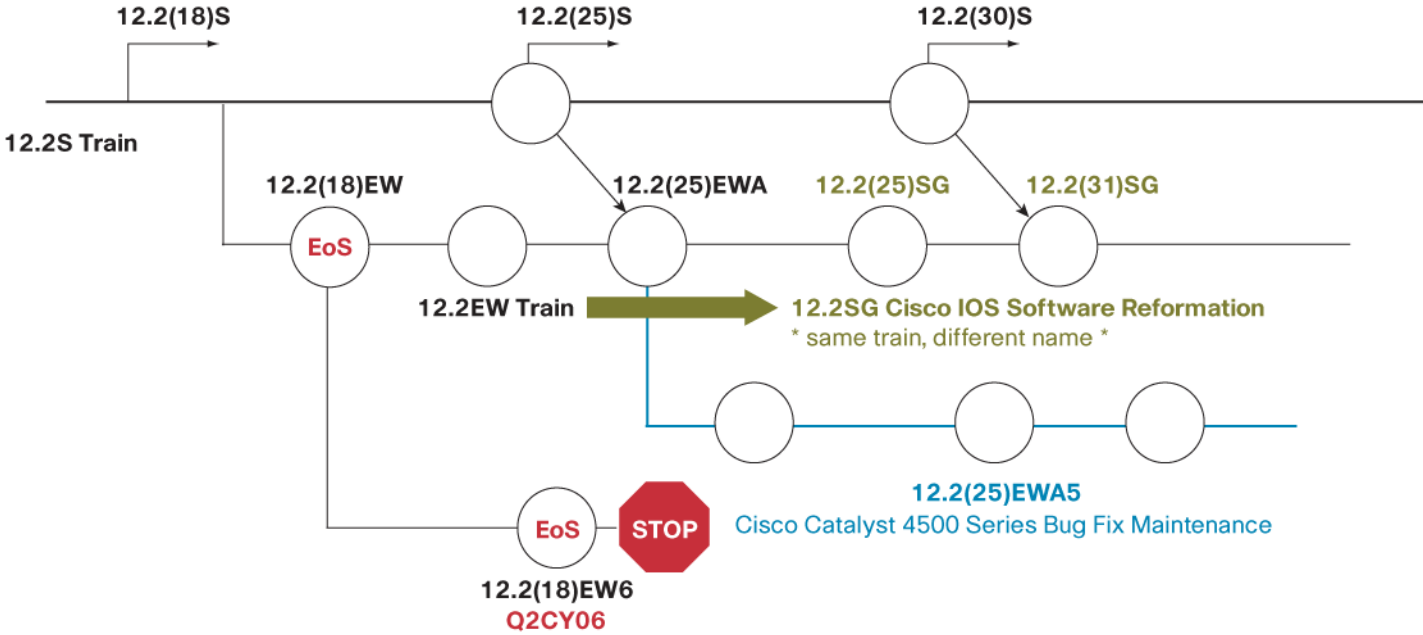 12.2(18)S
12.2(25)S
12.2(30)S
12.2S Train
12.2(18)EW
12.2(25)EWA
12.2(25)SG
12.2(31)SG
EoS
12.2EW Train
12.2SG Cisco IOS Software Reformation
* same train, different name *
12.2(25)EWA5
Cisco Catalyst 4500 Series Bug Fix Maintenance
EoS
STOP
12.2(18)EW6
Q2CY06